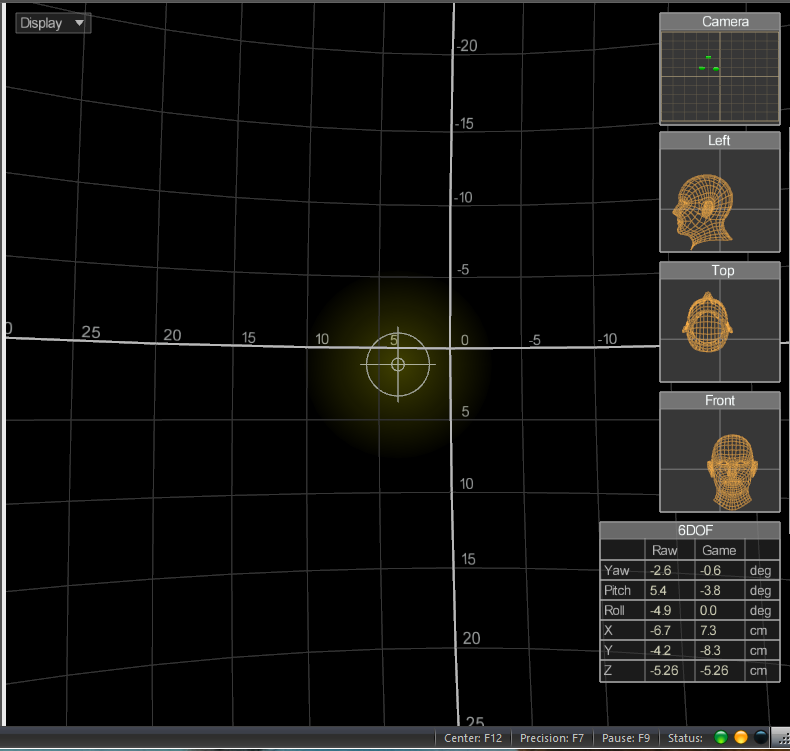 Display
Camera
-20
-15
Left
-10
-5
Top
0
25
20
15
10
5
0
-5
-10
5
Front
10
6DOF
Raw Game
Yaw -2.6 -0.6 deg
Pitch 5.4 -3.8 deg
Roll -4.9 0.0 deg
X -6.7 7.3 cm
Y -4.2 -8.3 cm
Z -5.26 -5.26 cm
15
20
25
Center: F12 Precision: F7 Pause: F9 Status: